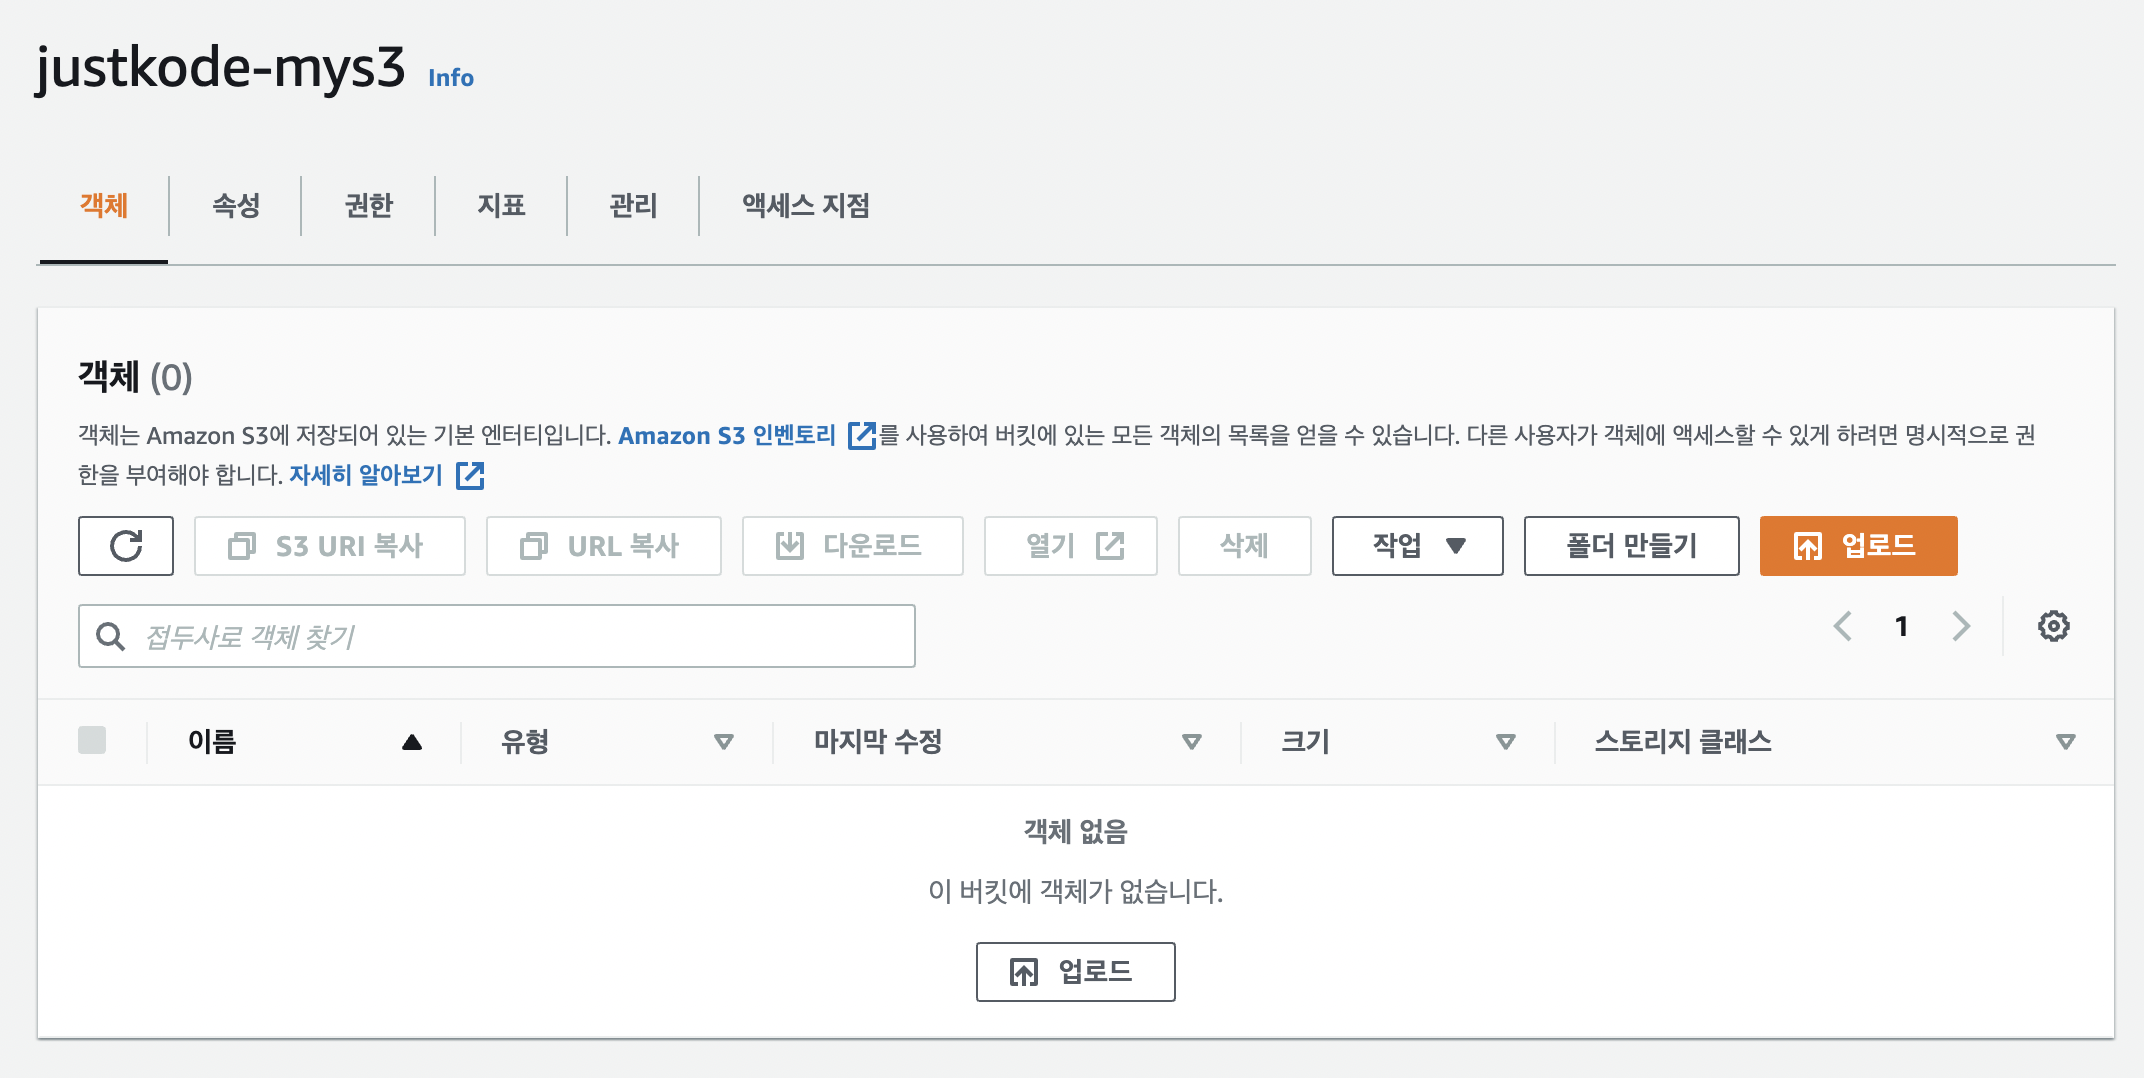 justkode-mys3 Info
객체 속성 권한 지표 관리 액세스 지점
객체 (0)
객체는 Amazon S3에 저장되어 있는 기본 엔터티입니다. Amazon S3 인벤토리 를 사용하여 버킷에 있는 모든 객체의 목록을 얻을 수 있습니다. 다른 사용자가 객체에 액세스할 수 있게 하려면 명시적으로 권
한을 부여해야 합니다. 자세히 알아보기
S3 URI 복사 URL 복사 다운로드 열기 삭제 작업 폴더 만들기 업로드
접두사로 객체 찾기 1
이름 유형 마지막 수정 크기 스토리지 클래스
객체 없음
이 버킷에 객체가 없습니다.
업로드